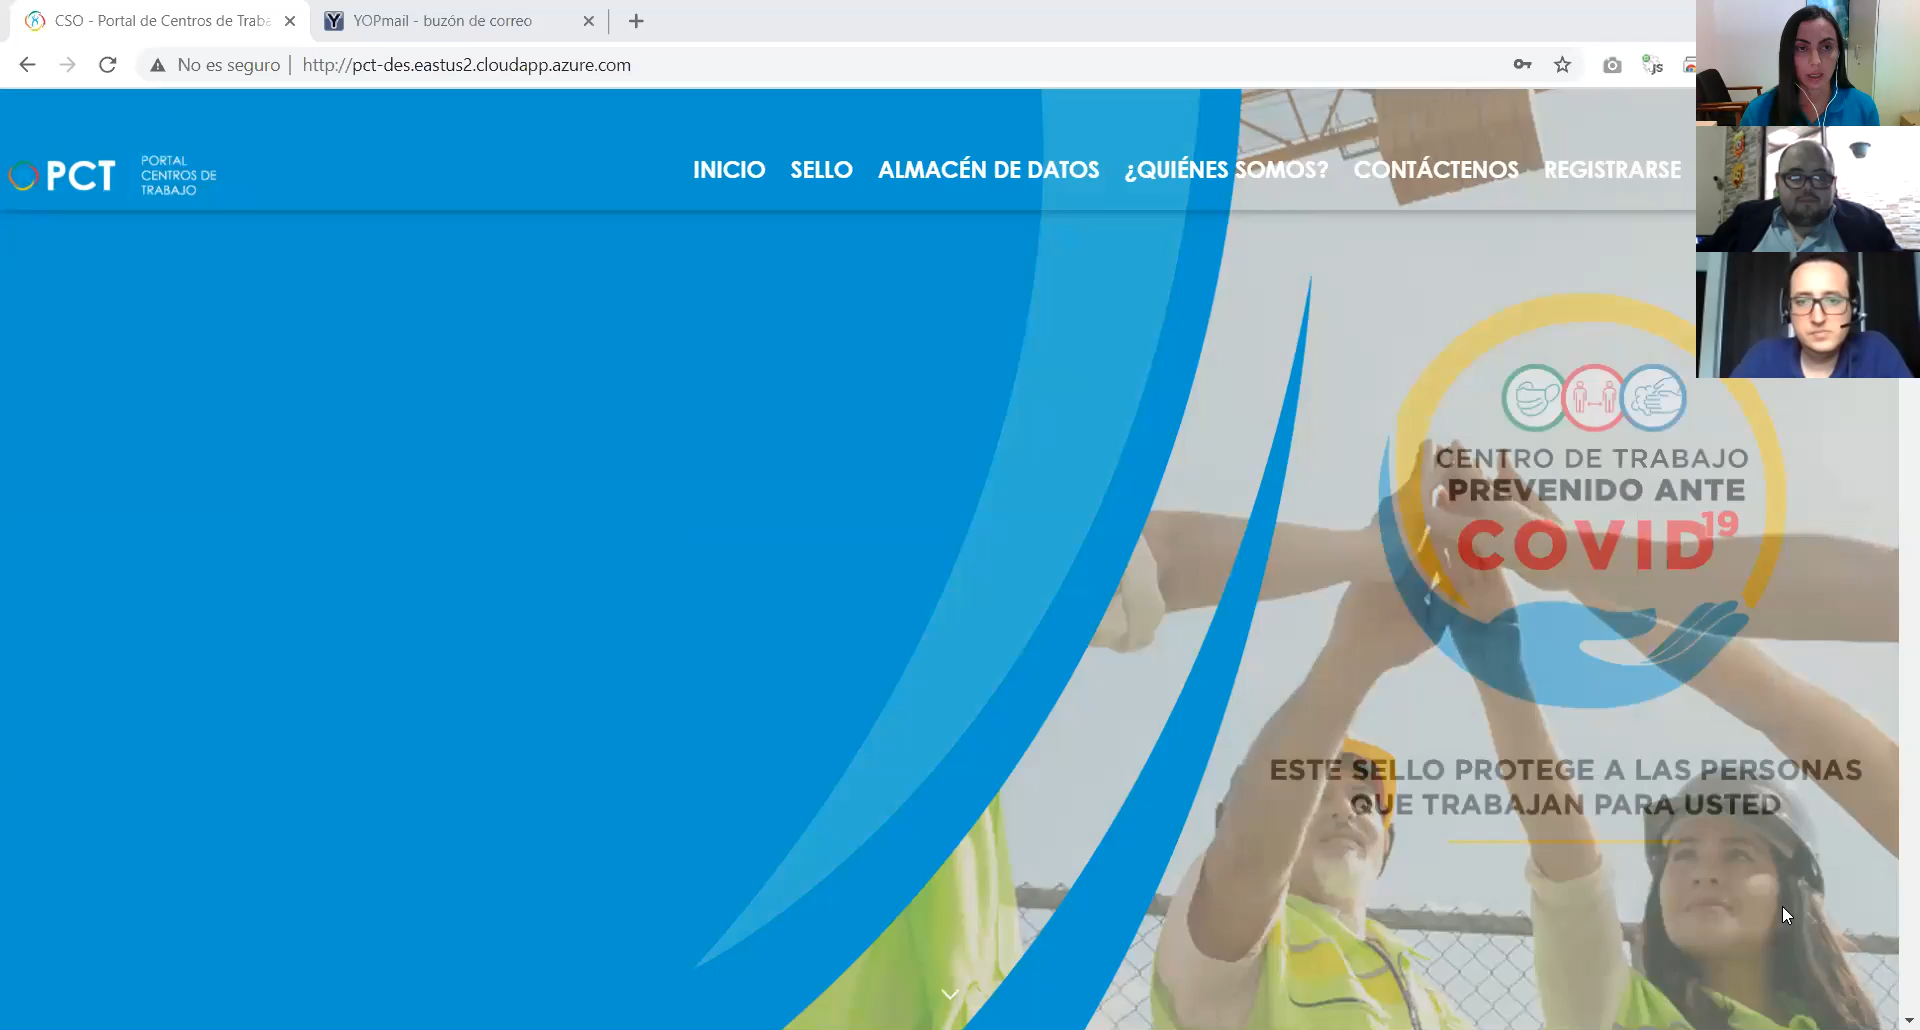 CSO - Portal de Centros de Traba
YOPmail - buzón de correo
No es seguro
http://pct-des.eastus2.cloudapp.azure.com
JS
PCT
PORTAL
CENTROS DE
TRABAJO
INICIO
SELLO
ALMACÉN DE DATOS
¿QUIÉNES SOMOS?
CONTÁCTENOS
REGISTRARSE
CENTRO DE TRABAJO
PREVENIDO ANTE
COVID19
ESTE SELLO PROTEGE A LAS PERSONAS
QUE TRABAJAN PARA USTED